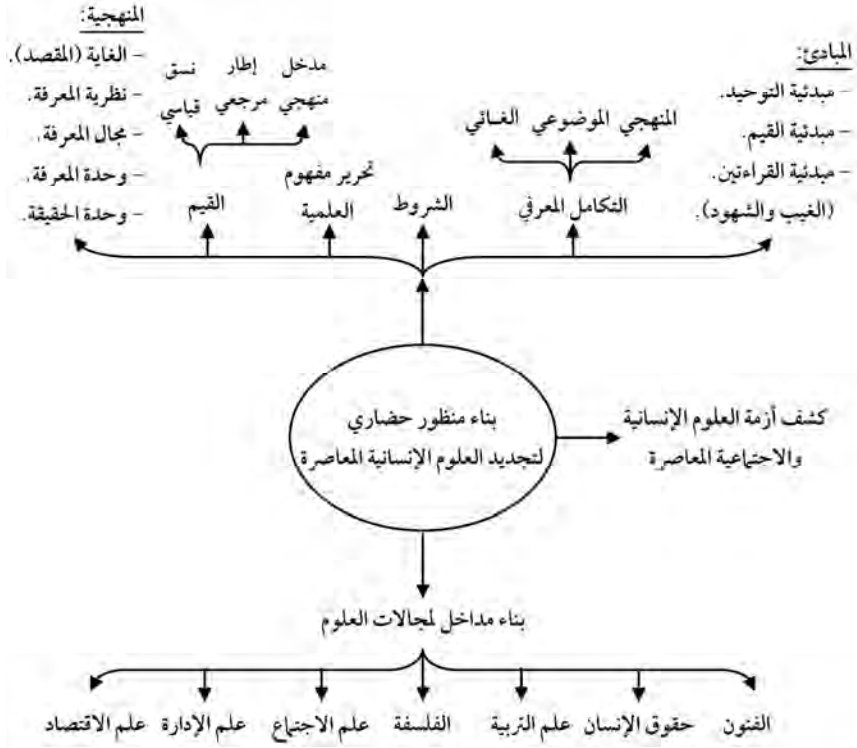 المبادئ:
– مبدئية التوحيد.
– مبدئية القيم.
– مبدئية القراءتين.
(الغيب والشهود).
المنهجي الموضوعي الغائي
التكامل المعرفي
الشروط
تحرير مفهوم
العلمية
مدخل إطار نسق
منهجي مرجعي قياسي
القيم
المنهجية:
– الغاية (المقصد).
– نظرية المعرفة.
– مجال المعرفة.
– وحدة المعرفة.
– وحدة الحقيقة.
بناء منظور حضاري
لتجديد العلوم الإنسانية المعاصرة
كشف أزمة العلوم الإنسانية
والاجتماعية المعاصرة
بناء مداخل لمجالات العلوم
الفنون حقوق الإنسان علم التربية الفلسفة علم الاجتماع علم الإدارة علم الاقتصاد